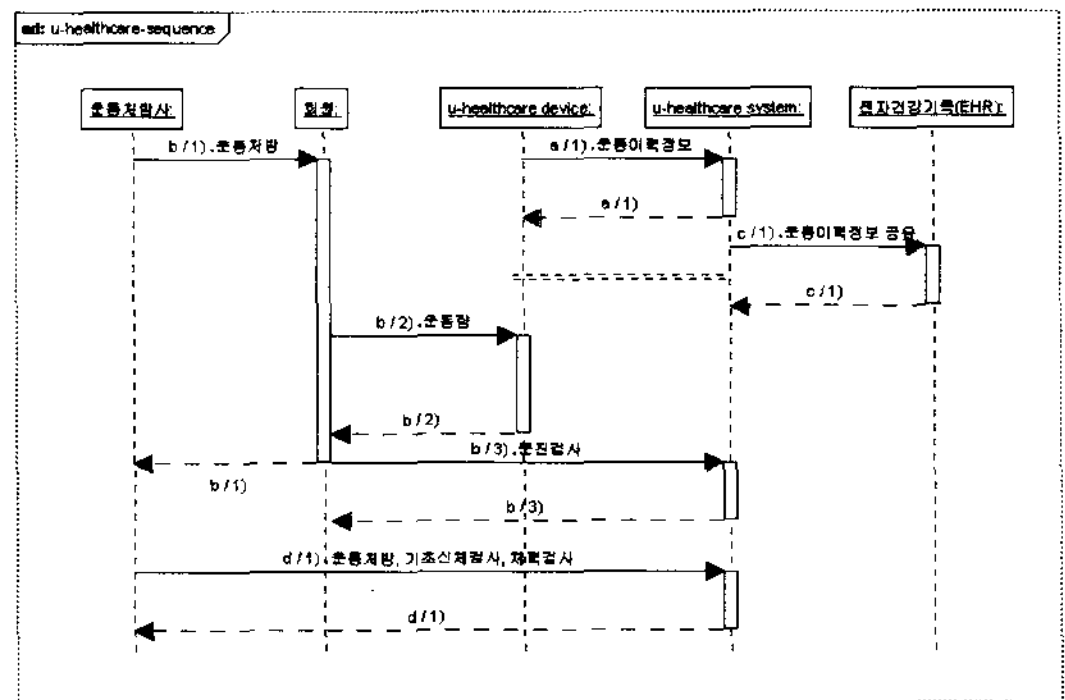 sd: u-healthcare-sequence
운동처방사:
회원:
u-healthcare device:
u-healthcare system:
전자건강기록(EHR):
b / 1) .운동처방
a / 1) .운동이력정보
a / 1)
c / 1) .운동이력정보 공유
c / 1)
b / 2) .운동량
b / 2)
b / 3) .문진검사
b / 1)
b / 3)
d / 1) .운동처방, 기초신체검사, 체력검사
d / 1)